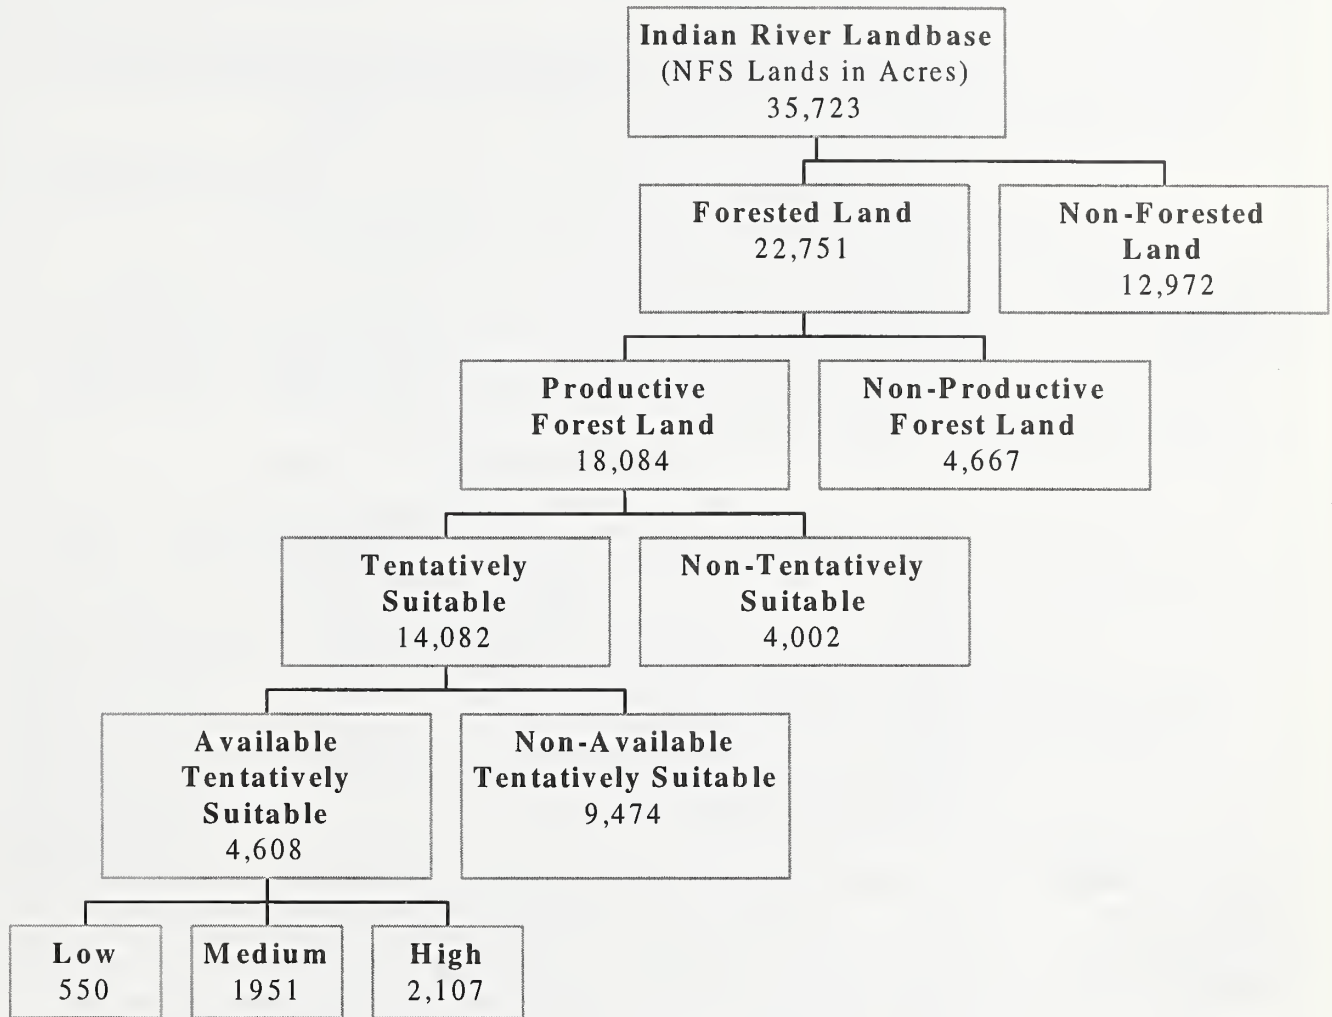 Indian River Landbase
(NFS Lands in Acres)
35,723
Forested Land
22,751
Non-Forested
Land
12,972
Productive
Forest Land
18,084
Non-Productive
Forest Land
4,667
Tentatively
Suitable
14,082
Non-Tentatively
Suitable
4,002
Available
Tentatively
Suitable
4,608
Non-Available
Tentatively Suitable
9,474
Low
550
Medium
1951
High
2,107